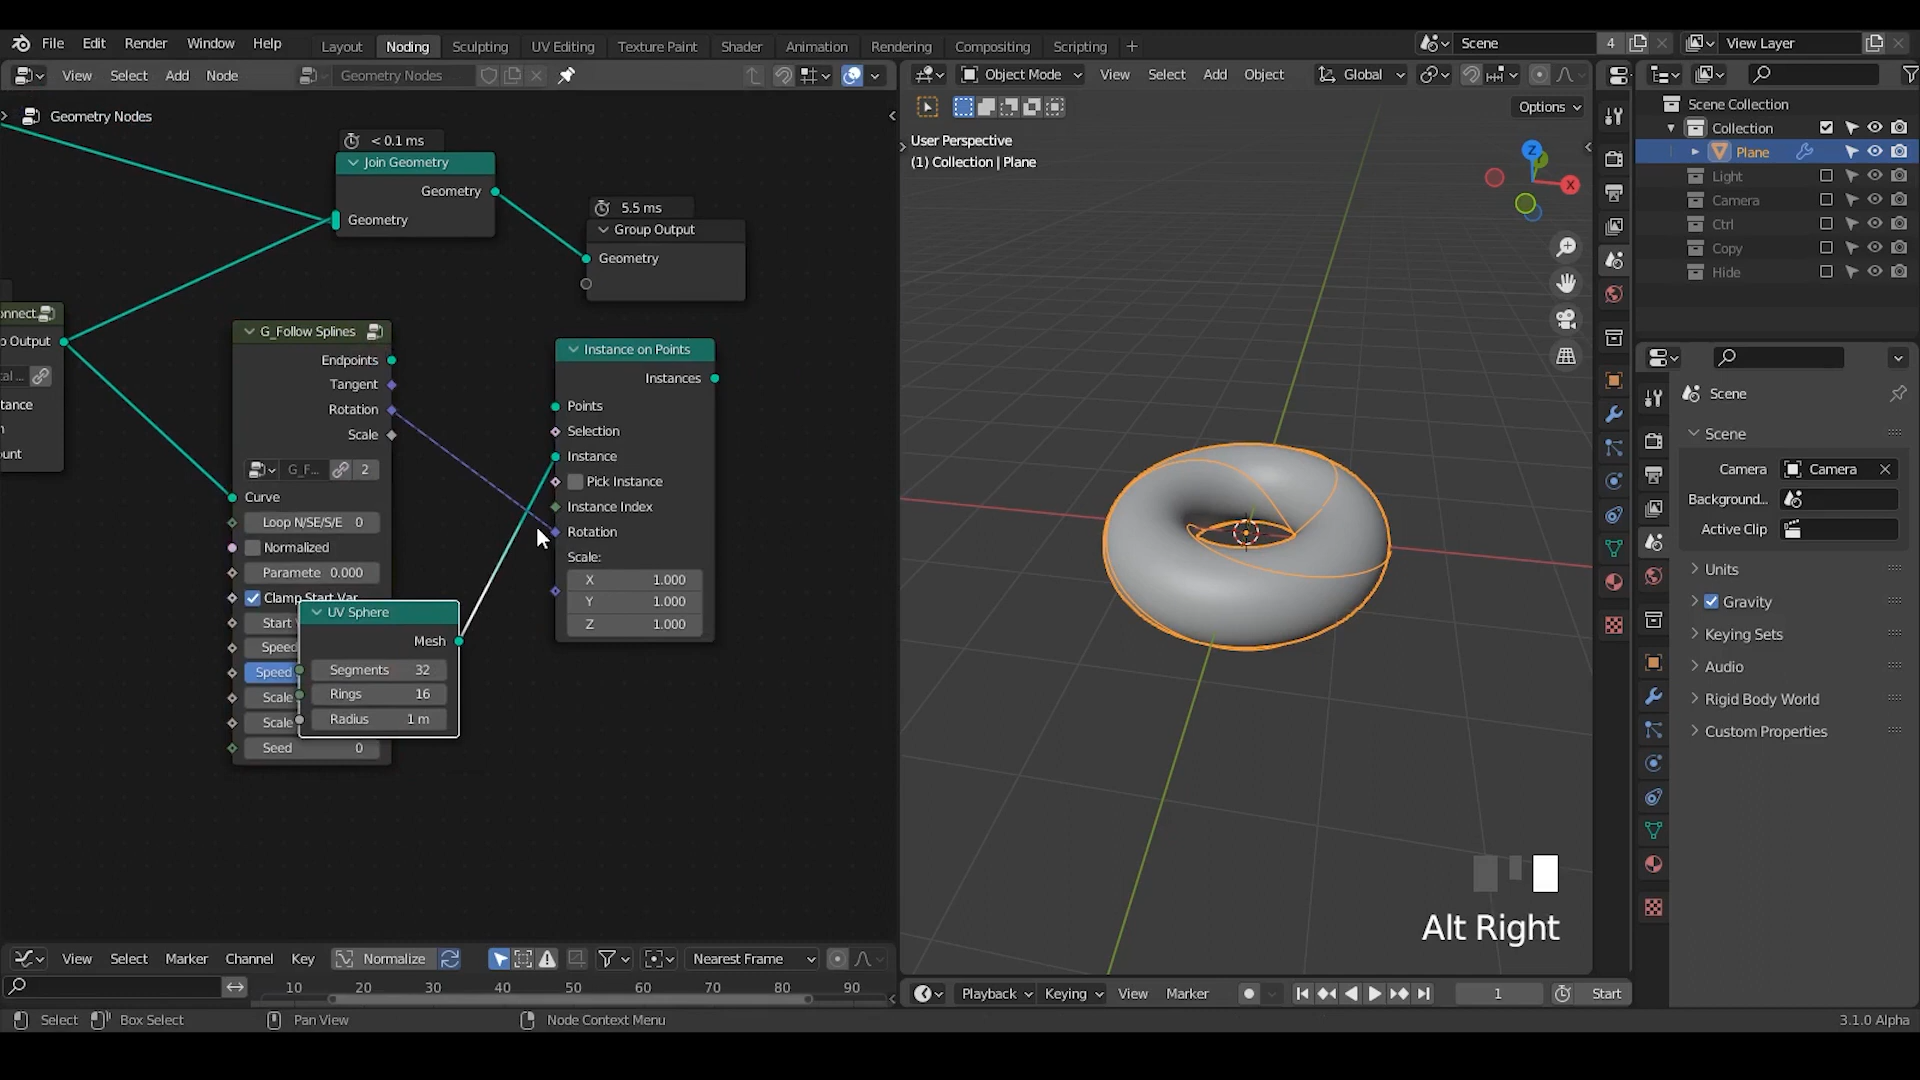 File Edit Render Window Help Layout Noding Sculpting UV Editing Texture Paint Shader Animation Rendering Compositing Scripting + Scene 4 View Layer
View Select Add Node Geometry Nodes
Object Mode View Select Add Object Global
Options
Geometry Nodes
User Perspective
(1) Collection | Plane
Z
X
Scene Collection
Collection
Plane
Light
Camera
Ctrl
Copy
Hide
< 0.1 ms
Join Geometry
Geometry
Geometry
5.5 ms
Group Output
Geometry
onnect
o Output
al ...
tance
n
ount
G_Follow Splines
Endpoints
Tangent
Rotation
Scale
G_F... 2
Curve
Loop N/SE/S/E 0
Normalized
Paramete 0.000
Clamp Start Var
Start
Speed
Speed
Scale
Scale
Seed 0
UV Sphere
Mesh
Segments 32
Rings 16
Radius 1 m
Instance on Points
Instances
Points
Selection
Instance
Pick Instance
Instance Index
Rotation
Scale:
X 1.000
Y 1.000
Z 1.000
Scene
Scene
Camera Camera
Background...
Active Clip
Units
Gravity
Keying Sets
Audio
Rigid Body World
Custom Properties
Alt Right
View Select Marker Channel Key Normalize Nearest Frame
10 20 30 40 50 60 70 80 90
Playback Keying View Marker 1 Start
Select Box Select Pan View Node Context Menu 3.1.0 Alpha